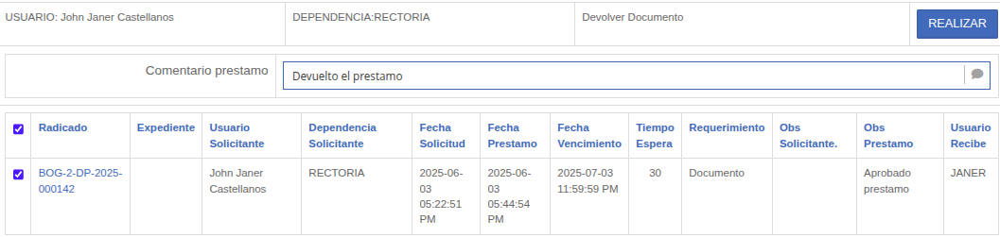 USUARIO: John Janer Castellanos DEPENDENCIA:RECTORIA Devolver Documento REALIZAR
Comentario prestamo Devuelto el prestamo
Radicado Expediente Usuario Solicitante Dependencia Solicitante Fecha Solicitud Fecha Prestamo Fecha Vencimiento Tiempo Espera Requerimiento Obs Solicitante. Obs Prestamo Usuario Recibe
BOG-2-DP-2025-000142 John Janer Castellanos RECTORIA 2025-06-03 05:22:51 PM 2025-06-03 05:44:54 PM 2025-07-03 11:59:59 PM 30 Documento Aprobado prestamo JANER